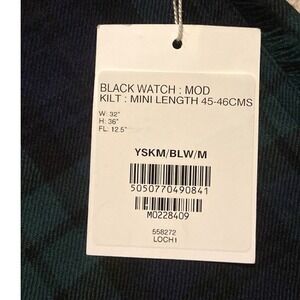 BLACK WATCH : MOD
KILT : MINI LENGTH 45-46CMS
W: 32"
H: 36"
FL: 12.5"
YSKM/BLW/M
5050770490841
M0228409
558272
LOCH1